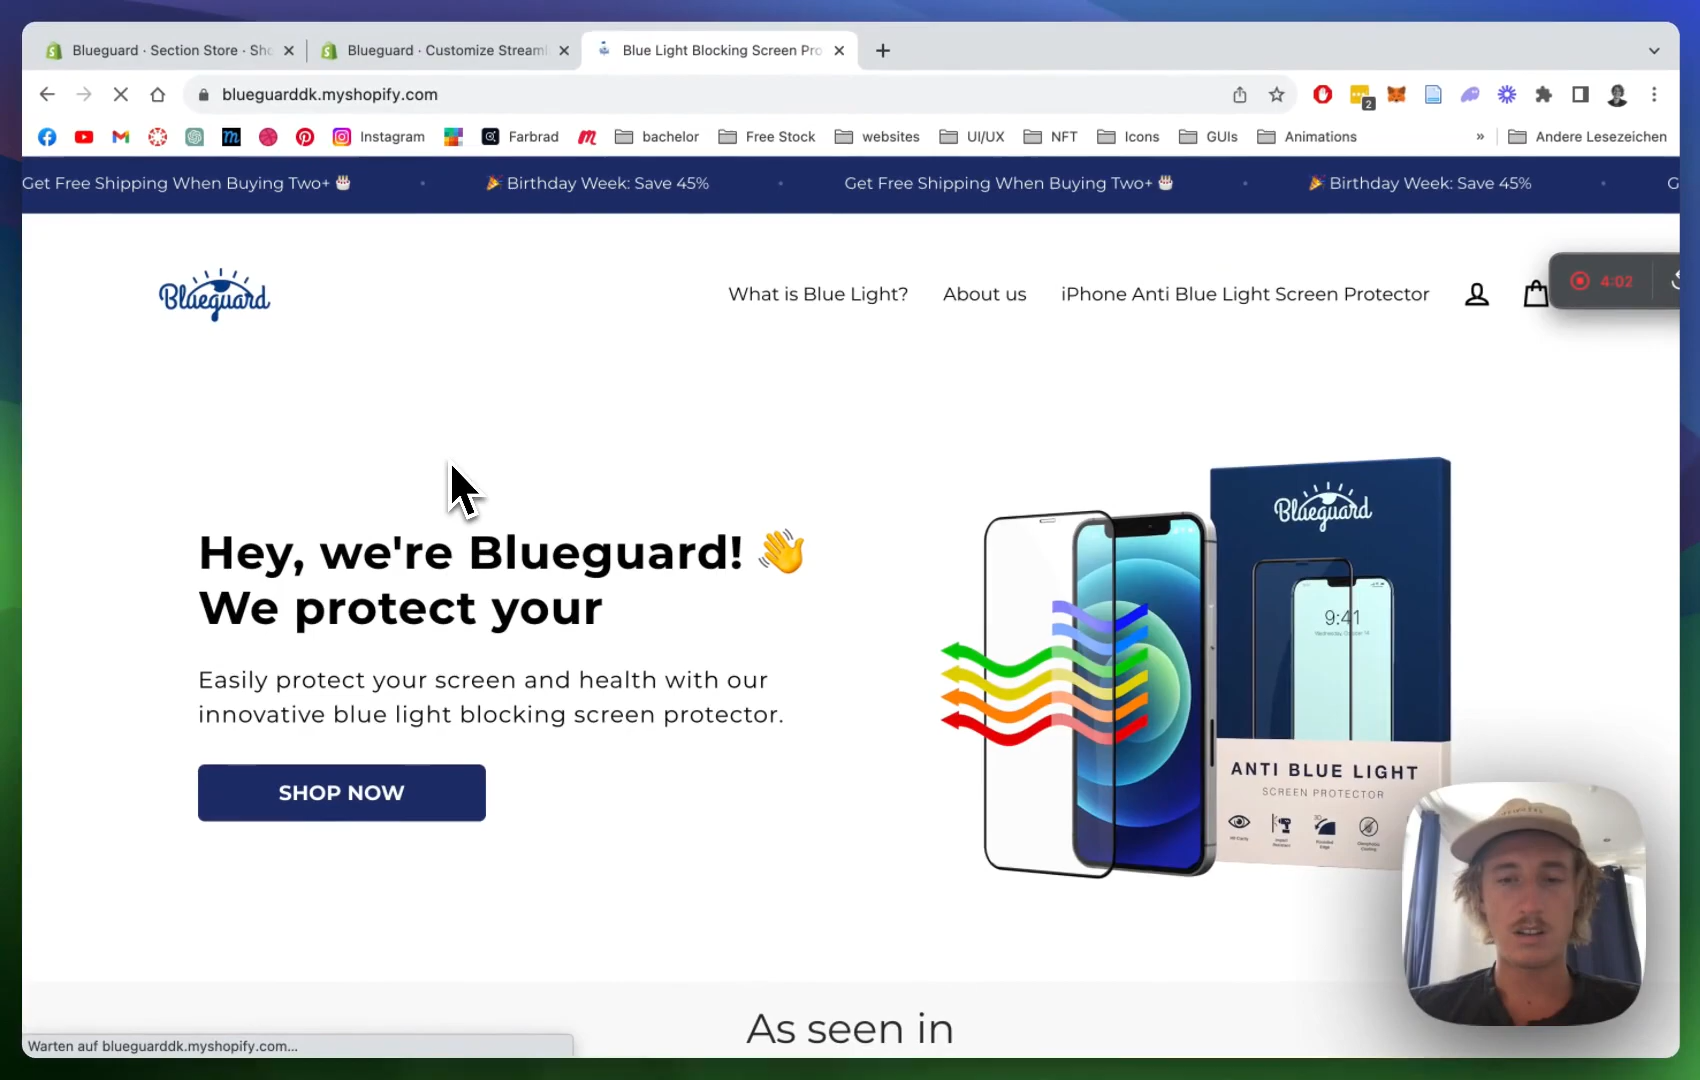 Blueguard · Section Store · Sh
Blueguard · Customize Streaml
Blue Light Blocking Screen Pro
blueguarddk.myshopify.com
2
Instagram
Farbrad
bachelor
Free Stock
websites
UI/UX
NFT
Icons
GUIs
Animations
»
Andere Lesezeichen
Get Free Shipping When Buying Two+ 🎂 • 🎉 Birthday Week: Save 45% • Get Free Shipping When Buying Two+ 🎂 • 🎉 Birthday Week: Save 45% • G
Blueguard
What is Blue Light?
About us
iPhone Anti Blue Light Screen Protector
4:02
Hey, we're Blueguard! 👋
We protect your
Easily protect your screen and health with our
innovative blue light blocking screen protector.
SHOP NOW
Blueguard
9:41
ANTI BLUE LIGHT
SCREEN PROTECTOR
As seen in
Warten auf blueguarddk.myshopify.com...